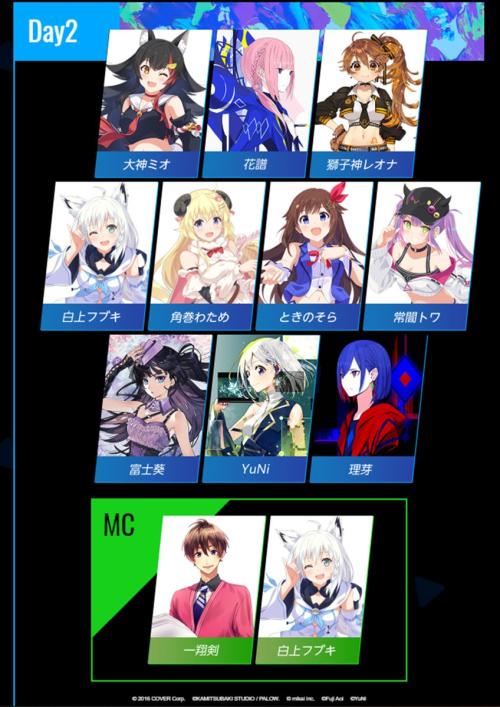 Day2
大神ミオ
花譜
獅子神レオナ
白上フブキ
角巻わため
ときのそら
常闇トワ
富士葵
YuNi
理芽
MC
一翔剣
白上フブキ
© 2016 COVER Corp. ©KAMITSUBAKI STUDIO / PALOW. © mikai Inc. ©Fuji Aoi ©YuNi